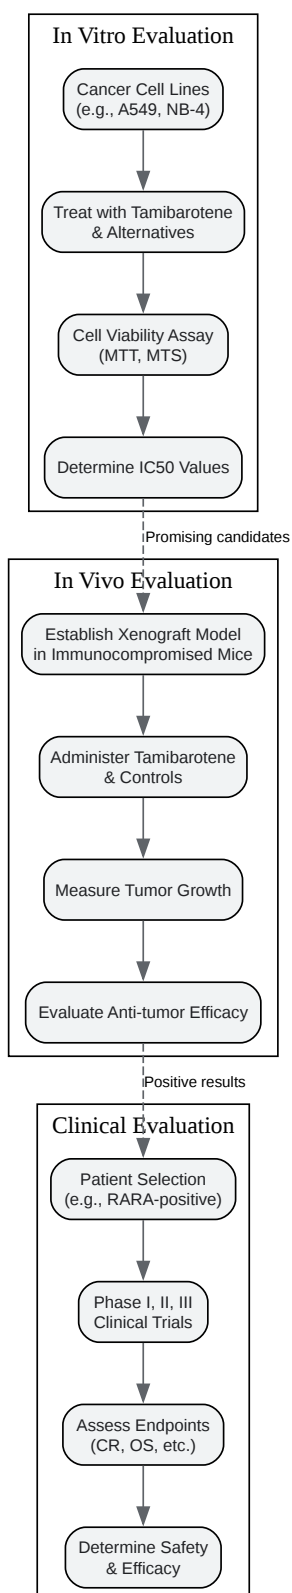 In Vitro Evaluation
Cancer Cell Lines
(e.g., A549, NB-4)
Treat with Tamibarotene
& Alternatives
Cell Viability Assay
(MTT, MTS)
Determine IC50 Values
Promising candidates
In Vivo Evaluation
Establish Xenograft Model
in Immunocompromised Mice
Administer Tamibarotene
& Controls
Measure Tumor Growth
Evaluate Anti-tumor Efficacy
Positive results
Clinical Evaluation
Patient Selection
(e.g., RARA-positive)
Phase I, II, III
Clinical Trials
Assess Endpoints
(CR, OS, etc.)
Determine Safety
& Efficacy